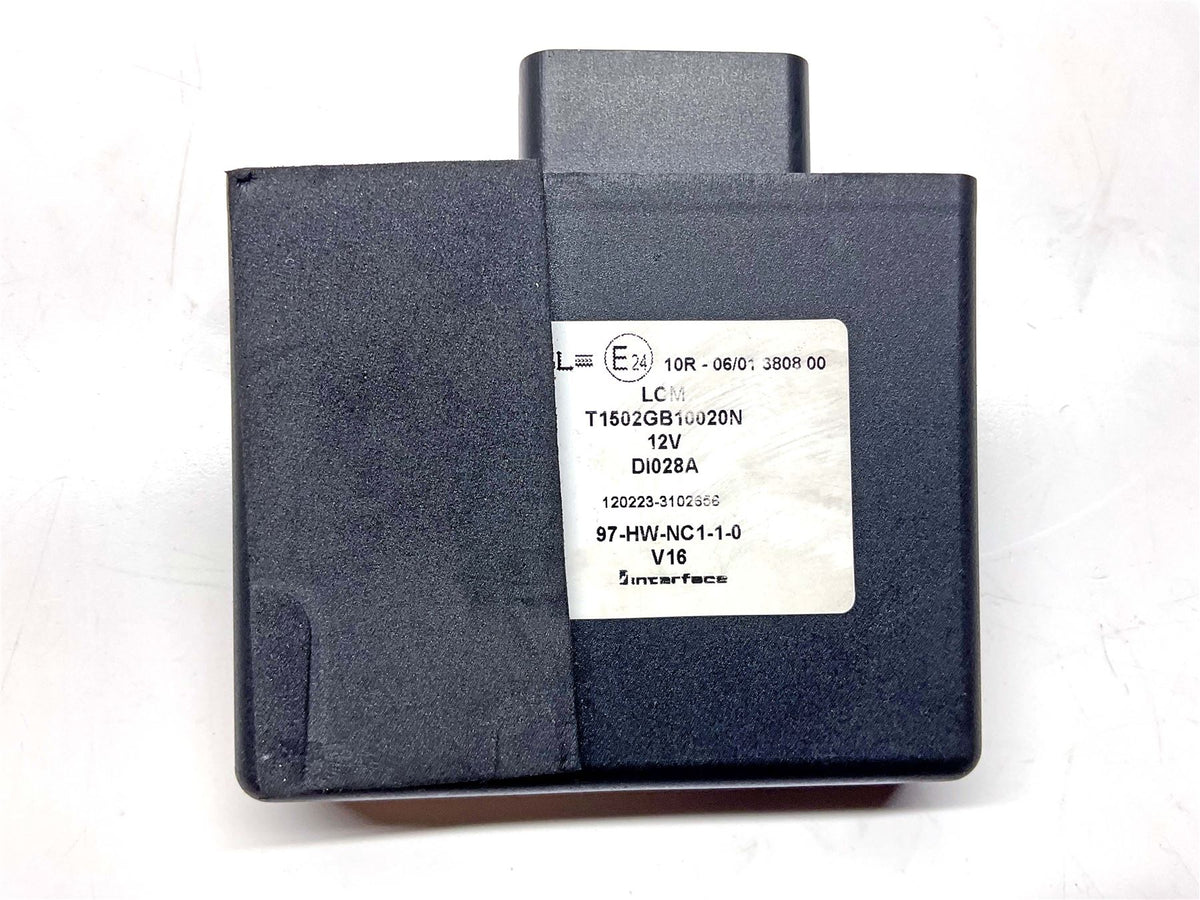 E24 10R - 06/01 3808 00
LCM
T1502GB10020N
12V
DI028A
120223-3102656
97-HW-NC1-1-0
V16
interface